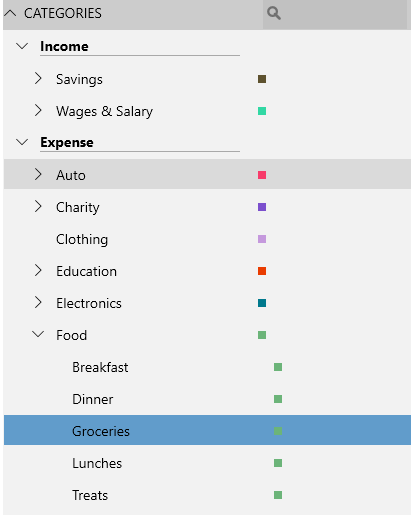 CATEGORIES
Income
Savings
Wages & Salary
Expense
Auto
Charity
Clothing
Education
Electronics
Food
Breakfast
Dinner
Groceries
Lunches
Treats